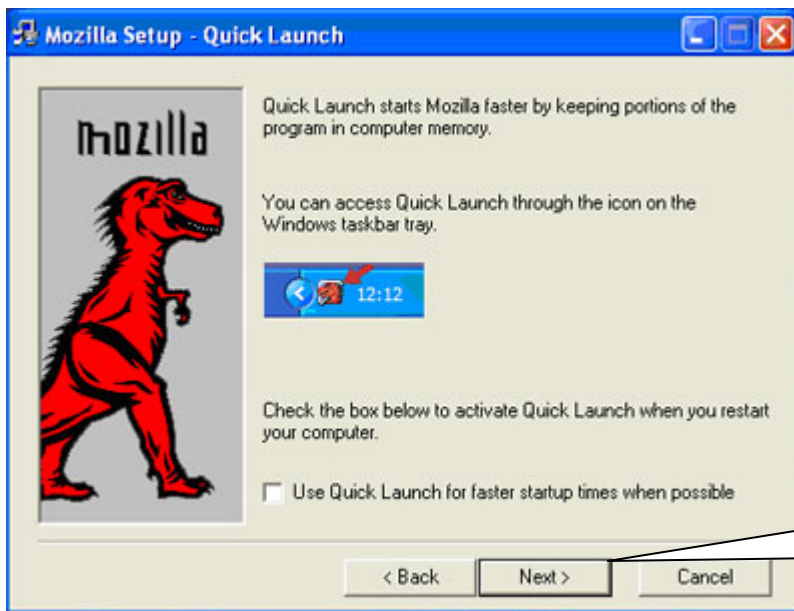 Mozilla Setup - Quick Launch
mozilla
Quick Launch starts Mozilla faster by keeping portions of the
program in computer memory.
You can access Quick Launch through the icon on the
Windows taskbar tray.
12:12
Check the box below to activate Quick Launch when you restart
your computer.
Use Quick Launch for faster startup times when possible
< Back Next > Cancel